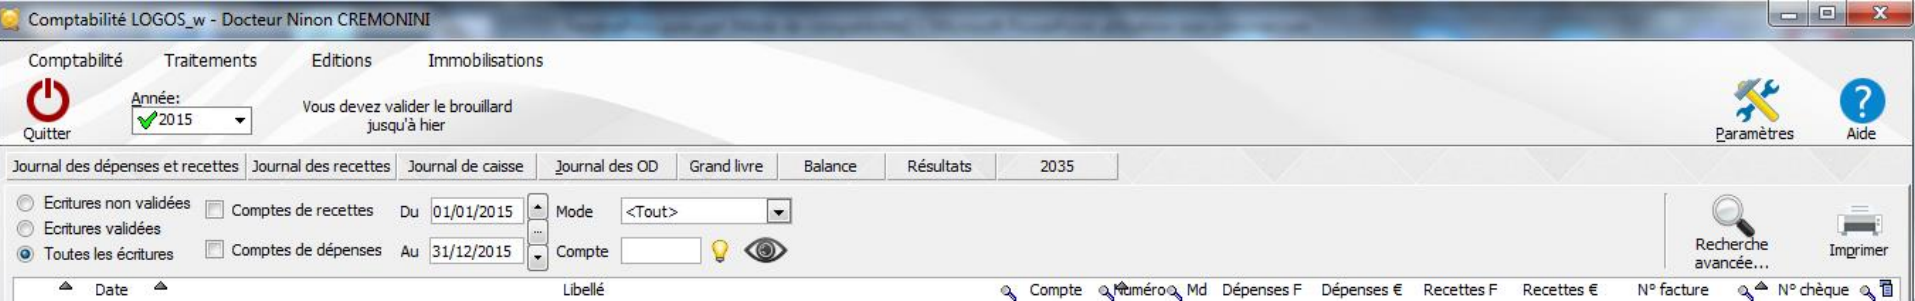 Comptabilité LOGOS_w - Docteur Ninon CREMONINI
Comptabilité Traitements Editions Immobilisations
Quitter
Année:
2015
Vous devez valider le brouillard
jusqu'à hier
Paramètres
Aide
Journal des dépenses et recettes Journal des recettes Journal de caisse Journal des OD Grand livre Balance Résultats 2035
Ecritures non validées
Ecritures validées
Toutes les écritures
Comptes de recettes
Comptes de dépenses
Du 01/01/2015
Au 31/12/2015
...
Mode <Tout>
Compte
Recherche
avancée...
Imprimer
Date Libellé Compte Numéro Md Dépenses F Dépenses € Recettes F Recettes € N° facture N° chèque